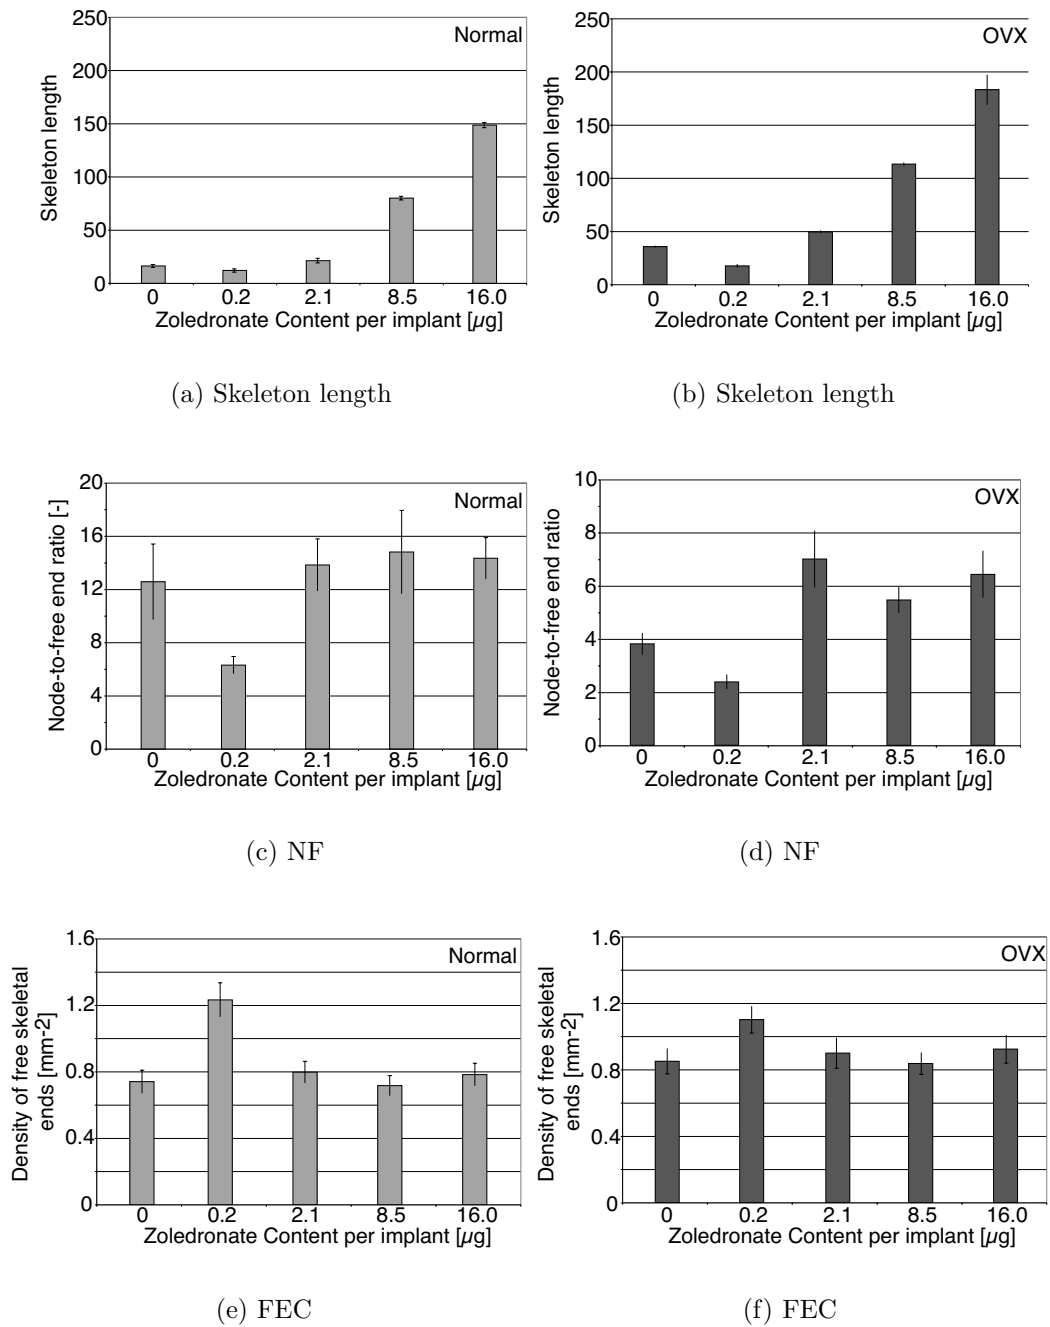 250
200
150
100
50
0
Skeleton length
Normal
0 0.2 2.1 8.5 16.0
Zoledronate Content per implant [µg]
(a) Skeleton length
250
200
150
100
50
0
Skeleton length
OVX
0 0.2 2.1 8.5 16.0
Zoledronate Content per implant [µg]
(b) Skeleton length
20
16
12
8
4
0
Node-to-free end ratio [-]
Normal
0 0.2 2.1 8.5 16.0
Zoledronate Content per implant [µg]
(c) NF
10
8
6
4
2
0
Node-to-free end ratio
OVX
0 0.2 2.1 8.5 16.0
Zoledronate Content per implant [µg]
(d) NF
1.6
1.2
0.8
0.4
0
Density of free skeletal
ends [mm-2]
Normal
0 0.2 2.1 8.5 16.0
Zoledronate Content per implant [µg]
(e) FEC
1.6
1.2
0.8
0.4
0
Density of free skeletal
ends [mm-2]
OVX
0 0.2 2.1 8.5 16.0
Zoledronate Content per implant [µg]
(f) FEC